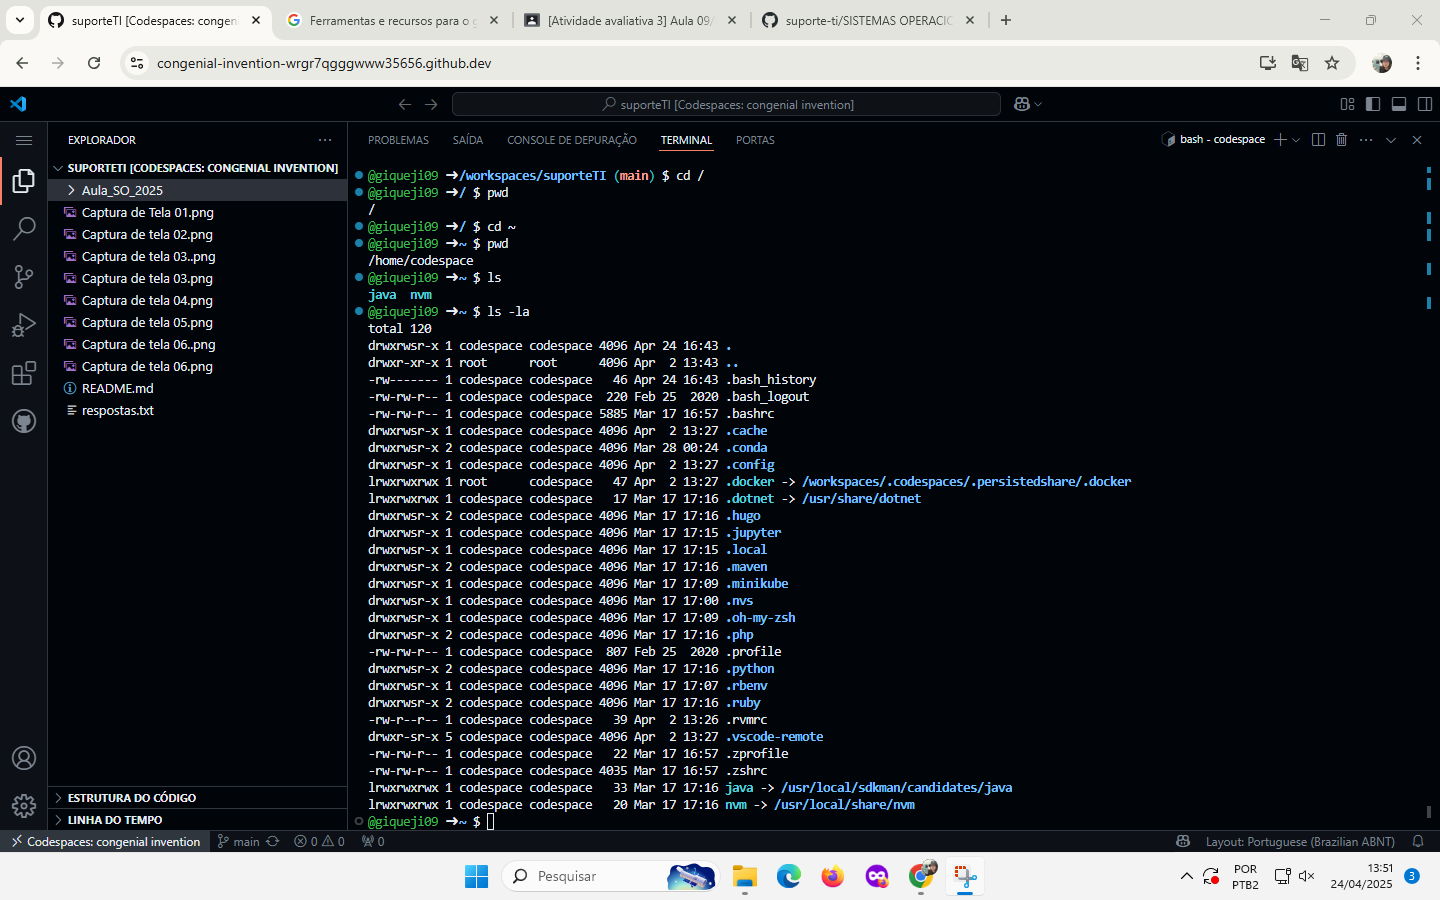 suporteTI [Codespaces: congenial
Ferramentas e recursos para o g
[Atividade avaliativa 3] Aula 09/
suporte-ti/SISTEMAS OPERACIO
congenial-invention-wrgr7qggggwww35656.github.dev
suporteTI [Codespaces: congenial invention]
EXPLORADOR
PROBLEMAS SAÍDA CONSOLE DE DEPURAÇÃO TERMINAL PORTAS
bash - codespace
SUPORTETI [CODESPACES: CONGENIAL INVENTION]
Aula_SO_2025
Captura de Tela 01.png
Captura de tela 02.png
Captura de tela 03..png
Captura de tela 03.png
Captura de tela 04.png
Captura de tela 05.png
Captura de tela 06..png
Captura de tela 06.png
README.md
respostas.txt
ESTRUTURA DO CÓDIGO
LINHA DO TEMPO
@giqueji09 ➜/workspaces/suporteTI (main) $ cd /
@giqueji09 ➜/ $ pwd
/
@giqueji09 ➜/ $ cd ~
@giqueji09 ➜~ $ pwd
/home/codespace
@giqueji09 ➜~ $ ls
java  nvm
@giqueji09 ➜~ $ ls -la
total 120
drwxrwsr-x 1 codespace codespace 4096 Apr 24 16:43 .
drwxr-xr-x 1 root      root      4096 Apr  2 13:43 ..
-rw------- 1 codespace codespace   46 Apr 24 16:43 .bash_history
-rw-rw-r-- 1 codespace codespace  220 Feb 25  2020 .bash_logout
-rw-rw-r-- 1 codespace codespace 5885 Mar 17 16:57 .bashrc
drwxrwsr-x 1 codespace codespace 4096 Apr  2 13:27 .cache
drwxrwsr-x 2 codespace codespace 4096 Mar 28 00:24 .conda
drwxrwsr-x 1 codespace codespace 4096 Apr  2 13:27 .config
lrwxrwxrwx 1 root      codespace   47 Apr  2 13:27 .docker -> /workspaces/.codespaces/.persistedshare/.docker
lrwxrwxrwx 1 codespace codespace   17 Mar 17 17:16 .dotnet -> /usr/share/dotnet
drwxrwsr-x 2 codespace codespace 4096 Mar 17 17:16 .hugo
drwxrwsr-x 1 codespace codespace 4096 Mar 17 17:15 .jupyter
drwxrwsr-x 1 codespace codespace 4096 Mar 17 17:15 .local
drwxrwsr-x 2 codespace codespace 4096 Mar 17 17:16 .maven
drwxrwsr-x 1 codespace codespace 4096 Mar 17 17:09 .minikube
drwxrwsr-x 1 codespace codespace 4096 Mar 17 17:00 .nvs
drwxrwsr-x 1 codespace codespace 4096 Mar 17 17:09 .oh-my-zsh
drwxrwsr-x 2 codespace codespace 4096 Mar 17 17:16 .php
-rw-rw-r-- 1 codespace codespace  807 Feb 25  2020 .profile
drwxrwsr-x 2 codespace codespace 4096 Mar 17 17:16 .python
drwxrwsr-x 1 codespace codespace 4096 Mar 17 17:07 .rbenv
drwxrwsr-x 2 codespace codespace 4096 Mar 17 17:16 .ruby
-rw-r--r-- 1 codespace codespace   39 Apr  2 13:26 .rvmrc
drwxr-sr-x 5 codespace codespace 4096 Apr  2 13:27 .vscode-remote
-rw-rw-r-- 1 codespace codespace   22 Mar 17 16:57 .zprofile
-rw-rw-r-- 1 codespace codespace 4035 Mar 17 16:57 .zshrc
lrwxrwxrwx 1 codespace codespace   33 Mar 17 17:16 java -> /usr/local/sdkman/candidates/java
lrwxrwxrwx 1 codespace codespace   20 Mar 17 17:16 nvm -> /usr/local/share/nvm
@giqueji09 ➜~ $
Codespaces: congenial invention main 0 0 0 Layout: Portuguese (Brazilian ABNT)
Pesquisar
POR
PTB2
13:51
24/04/2025
3